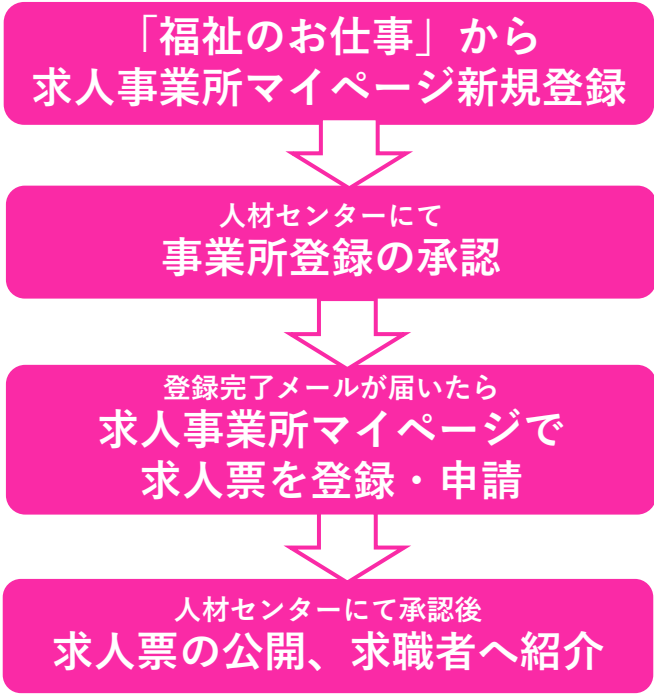 「福祉のお仕事」から
求人事業所マイページ新規登録
人材センターにて
事業所登録の承認
登録完了メールが届いたら
求人事業所マイページで
求人票を登録・申請
人材センターにて承認後
求人票の公開、求職者へ紹介